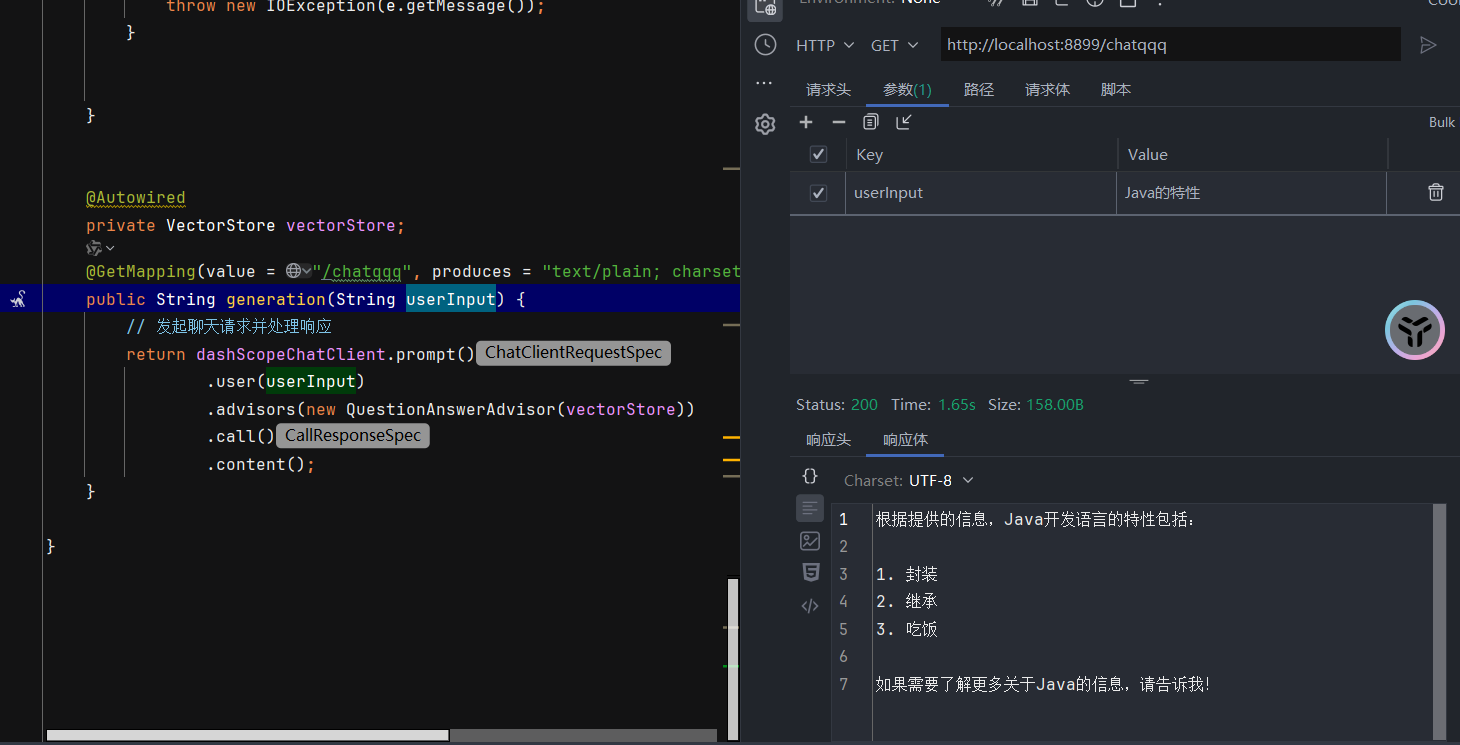 throw new IOException(e.getMessage());
}
}
@Autowired
private VectorStore vectorStore;
@GetMapping(value = "/chatqqq", produces = "text/plain; charset
public String generation(String userInput) {
// 发起聊天请求并处理响应
return dashScopeChatClient.prompt() ChatClientRequestSpec
.user(userInput)
.advisors(new QuestionAnswerAdvisor(vectorStore))
.call() CallResponseSpec
.content();
}
}
Environment: None
HTTP GET http://localhost:8899/chatqqq
请求头 参数(1) 路径 请求体 脚本
Bulk
Key Value
userInput Java的特性
Status: 200 Time: 1.65s Size: 158.00B
响应头 响应体
{} Charset: UTF-8
1 根据提供的信息，Java开发语言的特性包括：
2
3 1. 封装
4 2. 继承
5 3. 吃饭
6
7 如果需要了解更多关于Java的信息，请告诉我！